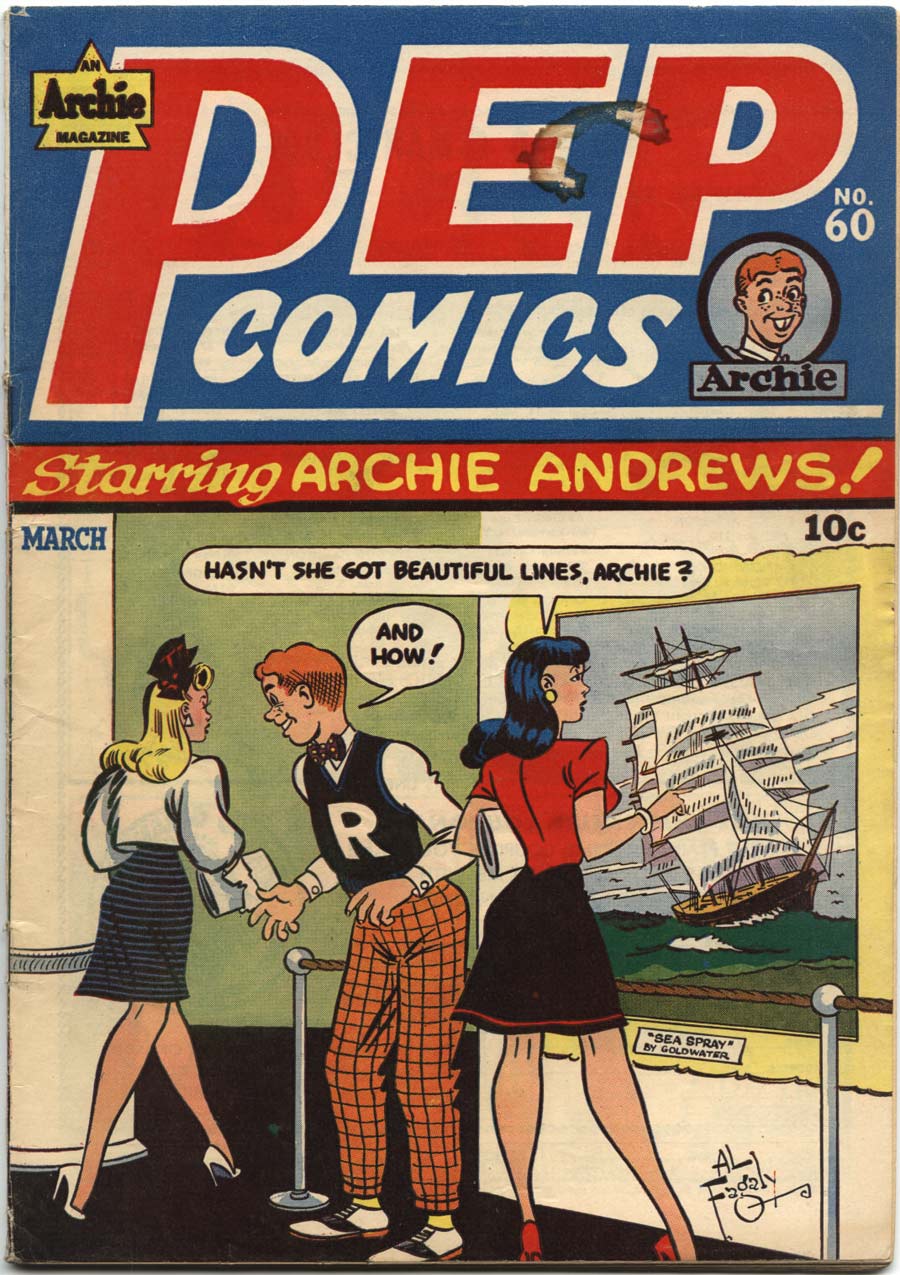 AN
Archie
MAGAZINE
PEP
COMICS
NO.
60
Archie
Starring ARCHIE ANDREWS!
MARCH
10c
HASN'T SHE GOT BEAUTIFUL LINES, ARCHIE?
AND
HOW!
R
"SEA SPRAY"
BY GOLDWATER
AL
Fagaly